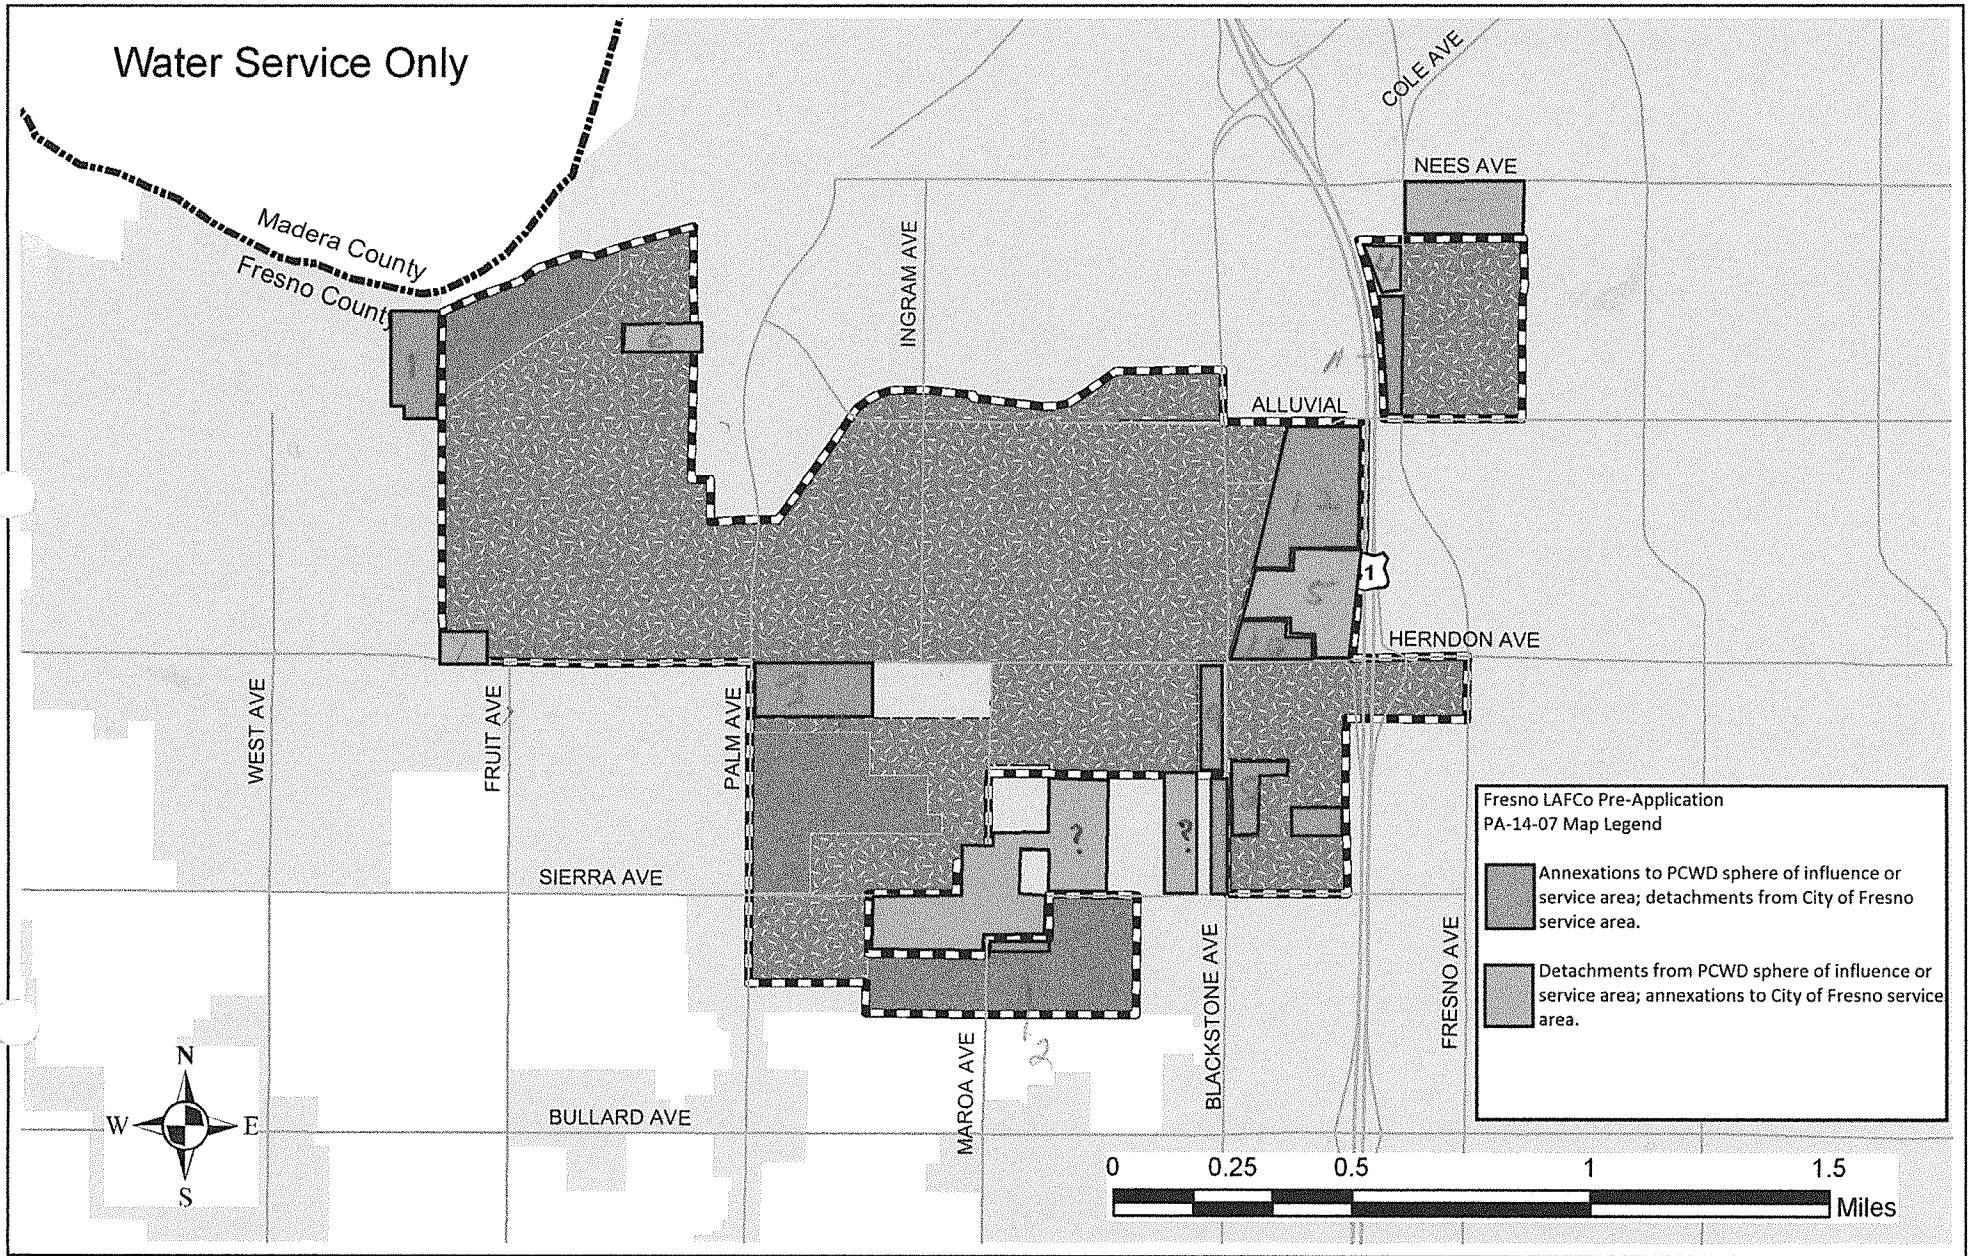 Water Service Only
COLE AVE
NEES AVE
Madera County
Fresno County
INGRAM AVE
6
ALLUVIAL
5
HERNDON AVE
WEST AVE
FRUIT AVE
PALM AVE
?
?
SIERRA AVE
BLACKSTONE AVE
FRESNO AVE
MAROA AVE
2
BULLARD AVE
Fresno LAFCo Pre-Application
PA-14-07 Map Legend
Annexations to PCWD sphere of influence or
service area; detachments from City of Fresno
service area.
Detachments from PCWD sphere of influence or
service area; annexations to City of Fresno service
area.
N
W E
S
0 0.25 0.5 1 1.5
Miles